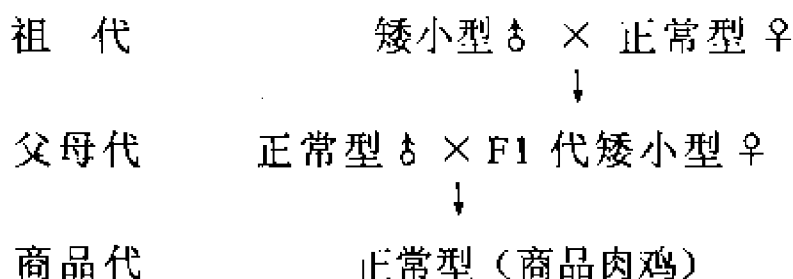 祖 代 矮小型♂ × 正常型♀
↓
父母代 正常型♂ × F1 代矮小型♀
↓
商品代 正常型（商品肉鸡）